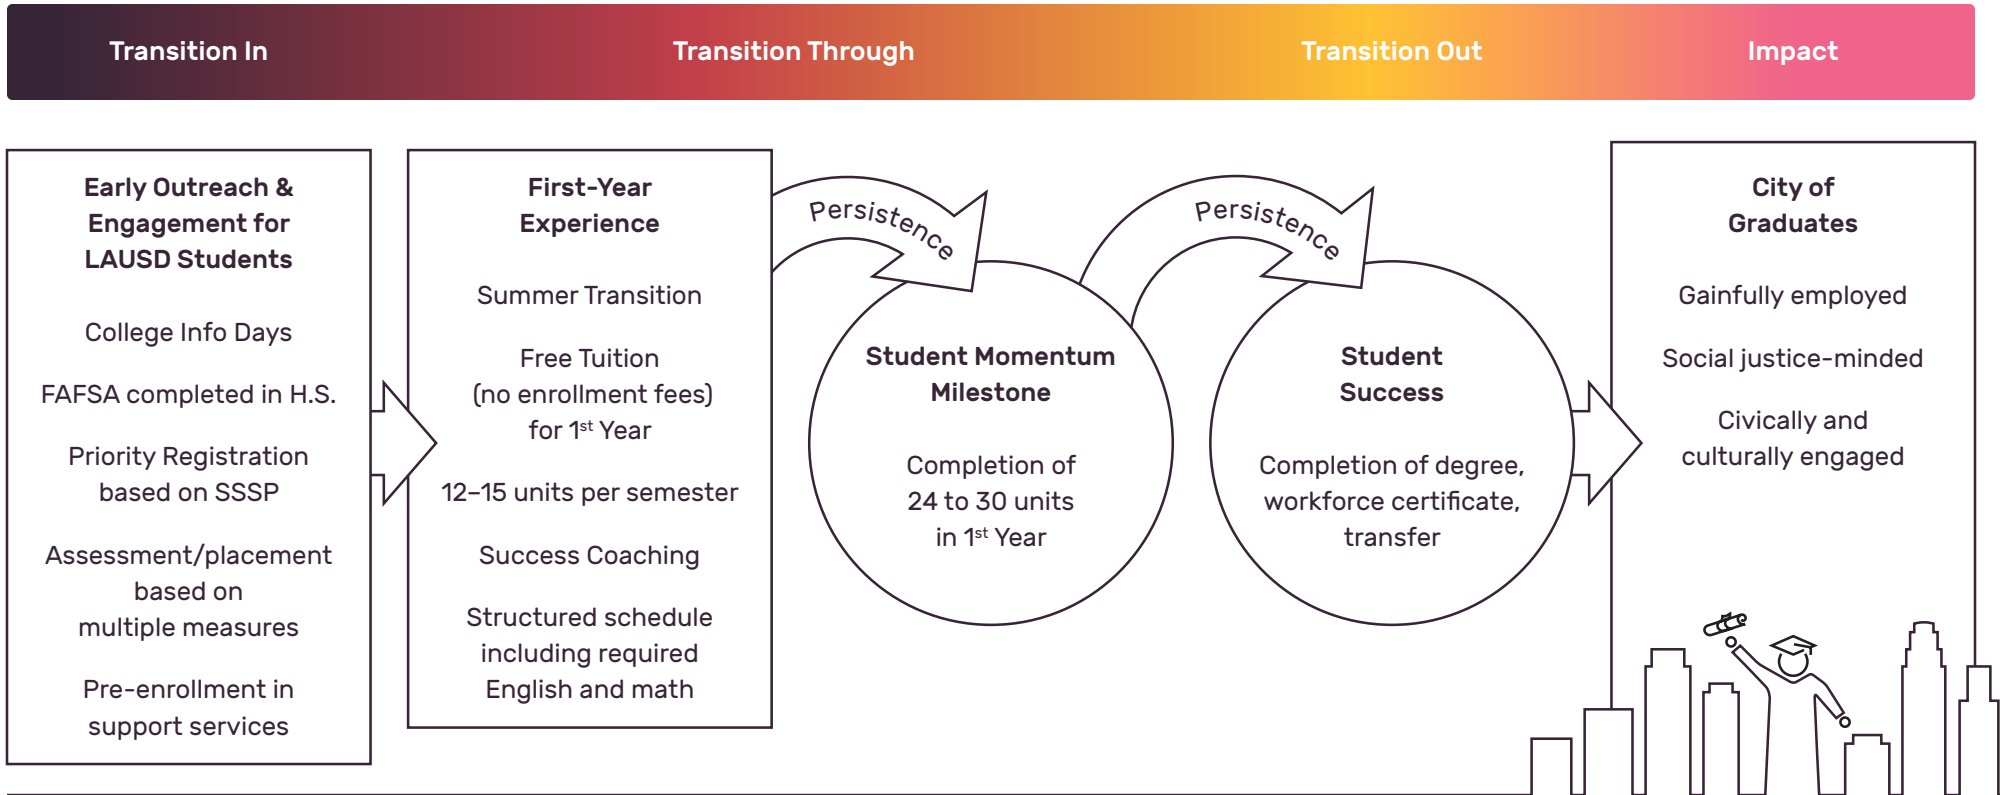 Transition In
Transition Through
Transition Out
Impact
Early Outreach &
Engagement for
LAUSD Students
College Info Days
FAFSA completed in H.S.
Priority Registration
based on SSSP
Assessment/placement
based on
multiple measures
Pre-enrollment in
support services
First-Year
Experience
Summer Transition
Free Tuition
(no enrollment fees)
for 1st Year
12–15 units per semester
Success Coaching
Structured schedule
including required
English and math
Persistence
Student Momentum
Milestone
Completion of
24 to 30 units
in 1st Year
Persistence
Student
Success
Completion of degree,
workforce certificate,
transfer
City of
Graduates
Gainfully employed
Social justice-minded
Civically and
culturally engaged